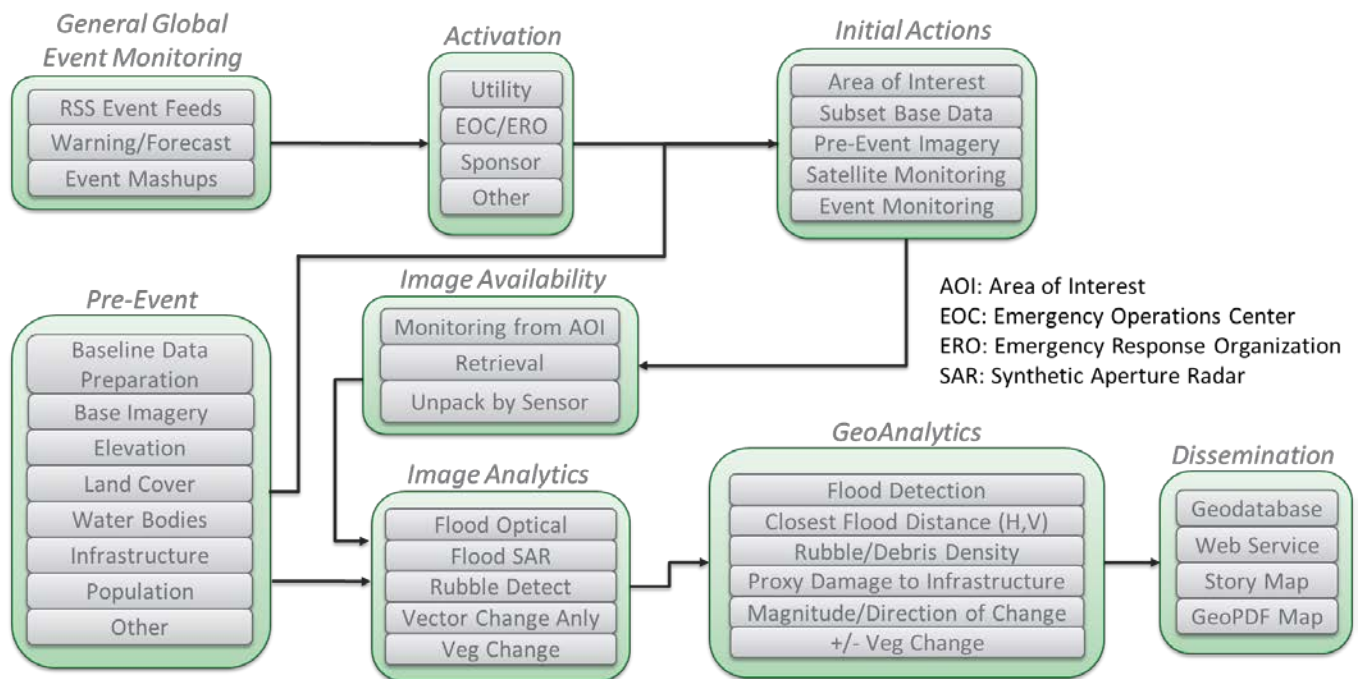 General Global
Event Monitoring
RSS Event Feeds
Warning/Forecast
Event Mashups
Activation
Utility
EOC/ERO
Sponsor
Other
Initial Actions
Area of Interest
Subset Base Data
Pre-Event Imagery
Satellite Monitoring
Event Monitoring
Pre-Event
Baseline Data
Preparation
Base Imagery
Elevation
Land Cover
Water Bodies
Infrastructure
Population
Other
Image Availability
Monitoring from AOI
Retrieval
Unpack by Sensor
AOI: Area of Interest
EOC: Emergency Operations Center
ERO: Emergency Response Organization
SAR: Synthetic Aperture Radar
Image Analytics
Flood Optical
Flood SAR
Rubble Detect
Vector Change Anly
Veg Change
GeoAnalytics
Flood Detection
Closest Flood Distance (H,V)
Rubble/Debris Density
Proxy Damage to Infrastructure
Magnitude/Direction of Change
+/- Veg Change
Dissemination
Geodatabase
Web Service
Story Map
GeoPDF Map